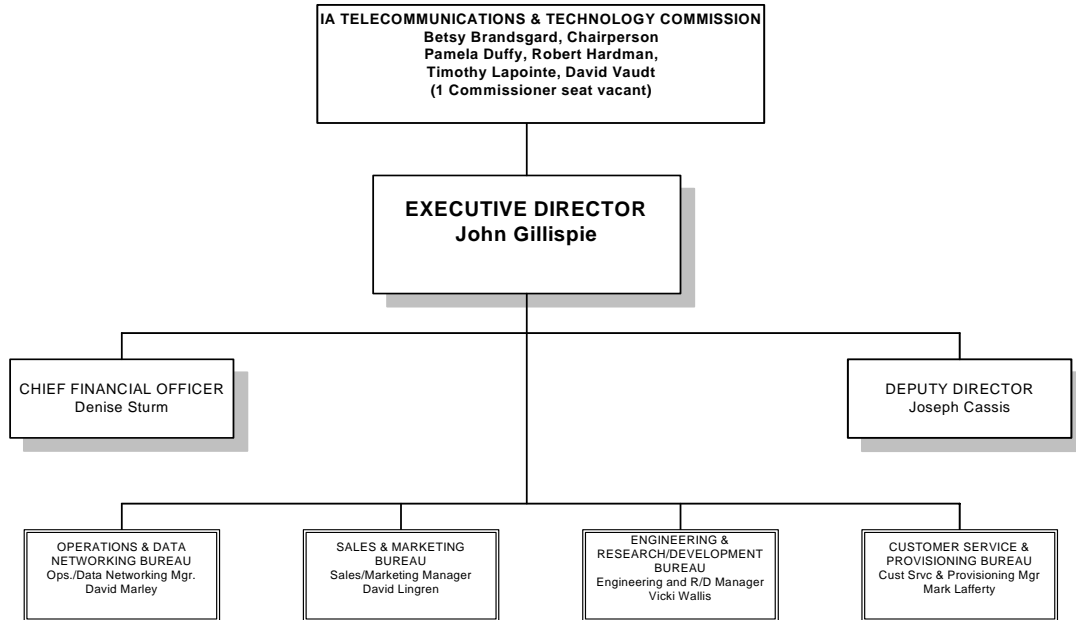 IA TELECOMMUNICATIONS & TECHNOLOGY COMMISSION
Betsy Brandsgard, Chairperson
Pamela Duffy, Robert Hardman,
Timothy Lapointe, David Vaudt
(1 Commissioner seat vacant)
EXECUTIVE DIRECTOR
John Gillispie
CHIEF FINANCIAL OFFICER
Denise Sturm
DEPUTY DIRECTOR
Joseph Cassis
OPERATIONS & DATA
NETWORKING BUREAU
Ops./Data Networking Mgr.
David Marley
SALES & MARKETING
BUREAU
Sales/Marketing Manager
David Lingren
ENGINEERING &
RESEARCH/DEVELOPMENT
BUREAU
Engineering and R/D Manager
Vicki Wallis
CUSTOMER SERVICE &
PROVISIONING BUREAU
Cust Srvc & Provisioning Mgr
Mark Lafferty